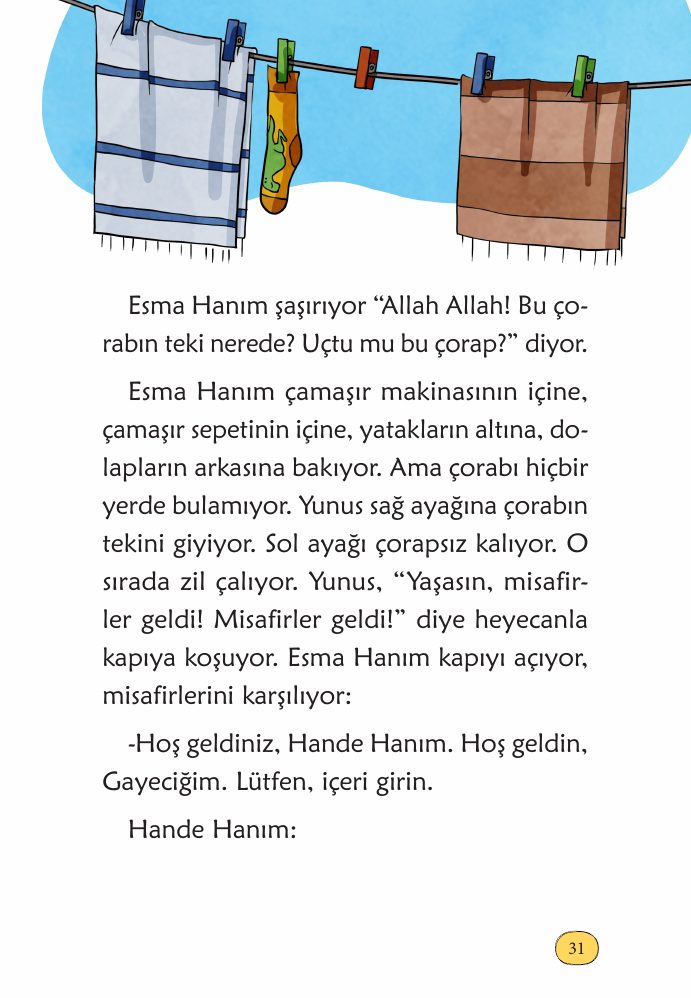 Esma Hanım şaşırıyor “Allah Allah! Bu ço-
rabın teki nerede? Uçtu mu bu çorap?” diyor.
Esma Hanım çamaşır makinasının içine,
çamaşır sepetinin içine, yatakların altına, do-
lapların arkasına bakıyor. Ama çorabı hiçbir
yerde bulamıyor. Yunus sağ ayağına çorabın
tekini giyiyor. Sol ayağı çorapsız kalıyor. O
sırada zil çalıyor. Yunus, “Yaşasın, misafir-
ler geldi! Misafirler geldi!” diye heyecanla
kapıya koşuyor. Esma Hanım kapıyı açıyor,
misafirlerini karşılıyor:
-Hoş geldiniz, Hande Hanım. Hoş geldin,
Gayeciğim. Lütfen, içeri girin.
Hande Hanım:
31